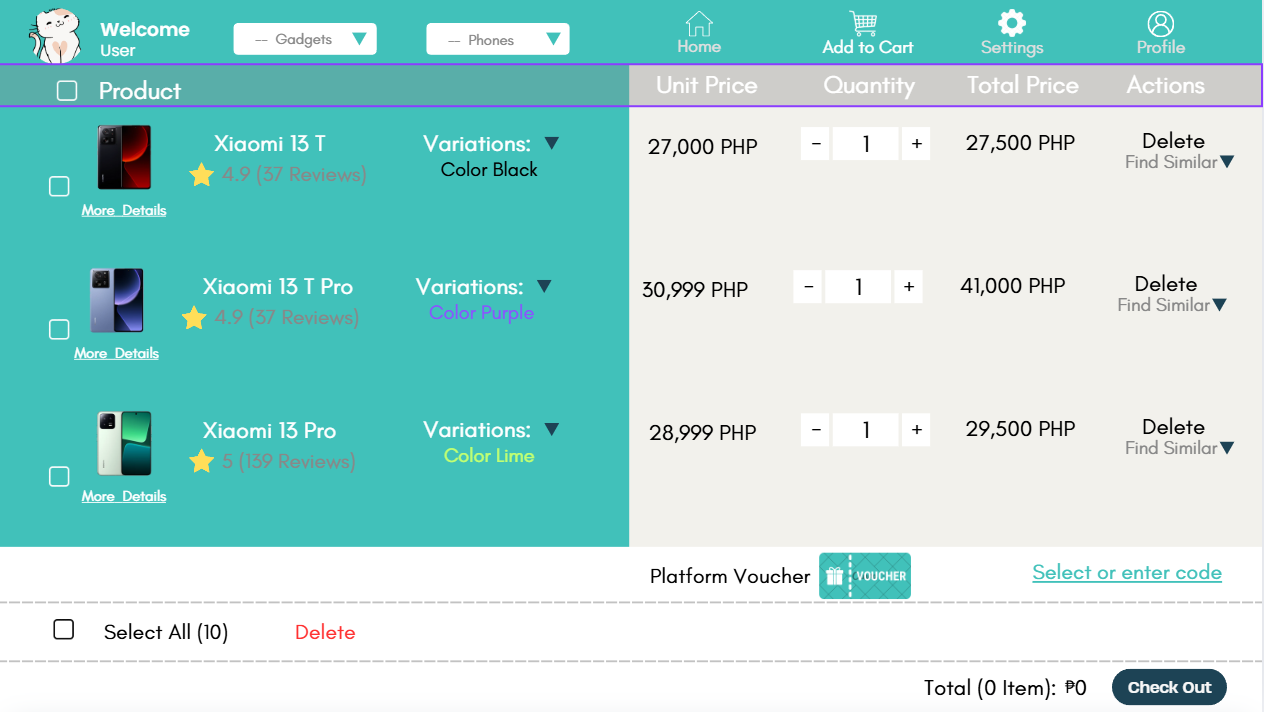 Welcome
User
-- Gadgets
-- Phones
Home
Add to Cart
Settings
Profile
Product
Unit Price
Quantity
Total Price
Actions
Xiaomi 13 T
4.9 (37 Reviews)
More Details
Variations:
Color Black
27,000 PHP
- 1 +
27,500 PHP
Delete
Find Similar
Xiaomi 13 T Pro
4.9 (37 Reviews)
More Details
Variations:
Color Purple
30,999 PHP
- 1 +
41,000 PHP
Delete
Find Similar
Xiaomi 13 Pro
5 (139 Reviews)
More Details
Variations:
Color Lime
28,999 PHP
- 1 +
29,500 PHP
Delete
Find Similar
Platform Voucher
VOUCHER
Select or enter code
Select All (10)
Delete
Total (0 Item): ₱0
Check Out